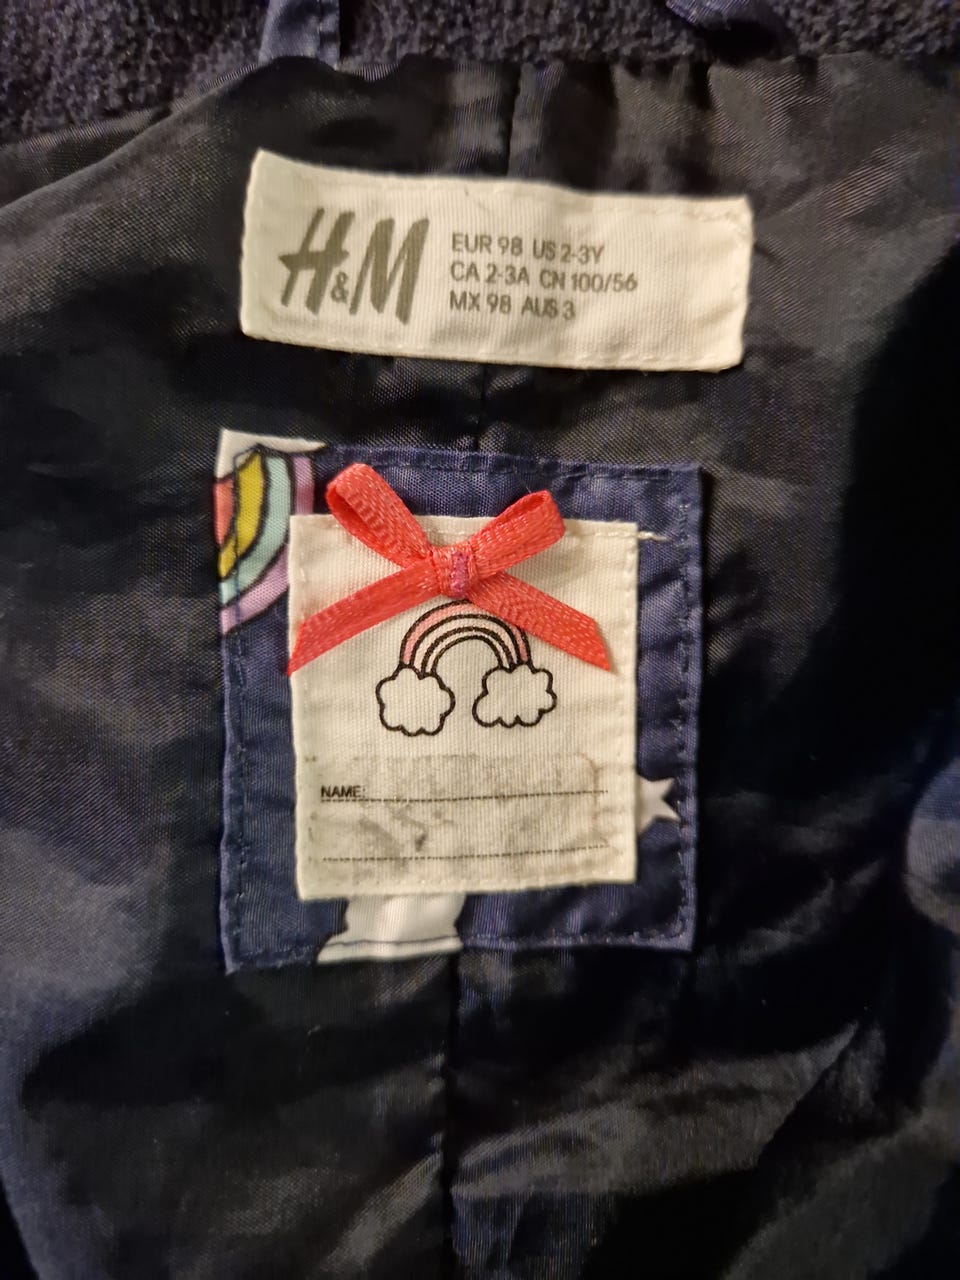 H&M
EUR 98 US 2-3Y
CA 2-3A CN 100/56
MX 98 AUS 3
NAME: